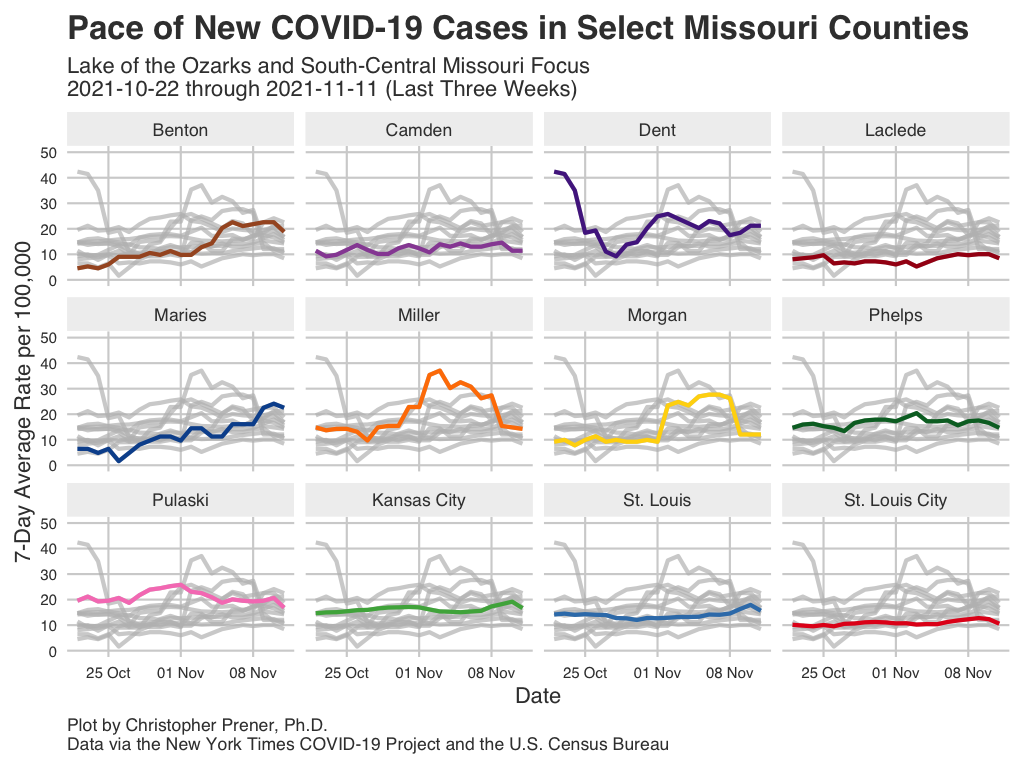 Pace of New COVID-19 Cases in Select Missouri Counties
Lake of the Ozarks and South-Central Missouri Focus
2021-10-22 through 2021-11-11 (Last Three Weeks)
7-Day Average Rate per 100,000
Benton Camden Dent Laclede
50
40
30
20
10
0
Maries Miller Morgan Phelps
50
40
30
20
10
0
Pulaski Kansas City St. Louis St. Louis City
50
40
30
20
10
0
25 Oct 01 Nov 08 Nov 25 Oct 01 Nov 08 Nov 25 Oct 01 Nov 08 Nov 25 Oct 01 Nov 08 Nov
Date
Plot by Christopher Prener, Ph.D.
Data via the New York Times COVID-19 Project and the U.S. Census Bureau